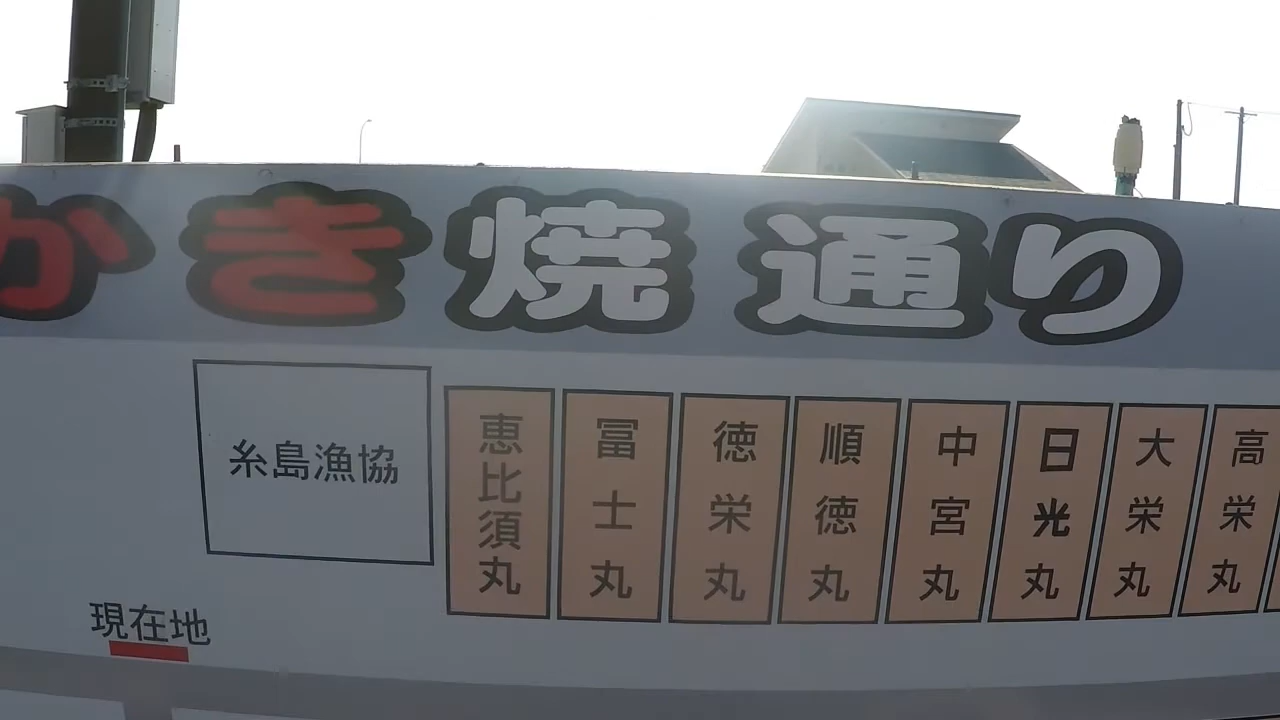 かき焼通り
糸島漁協
恵比須丸
冨士丸
徳栄丸
順徳丸
中宮丸
日光丸
大栄丸
高栄丸
現在地